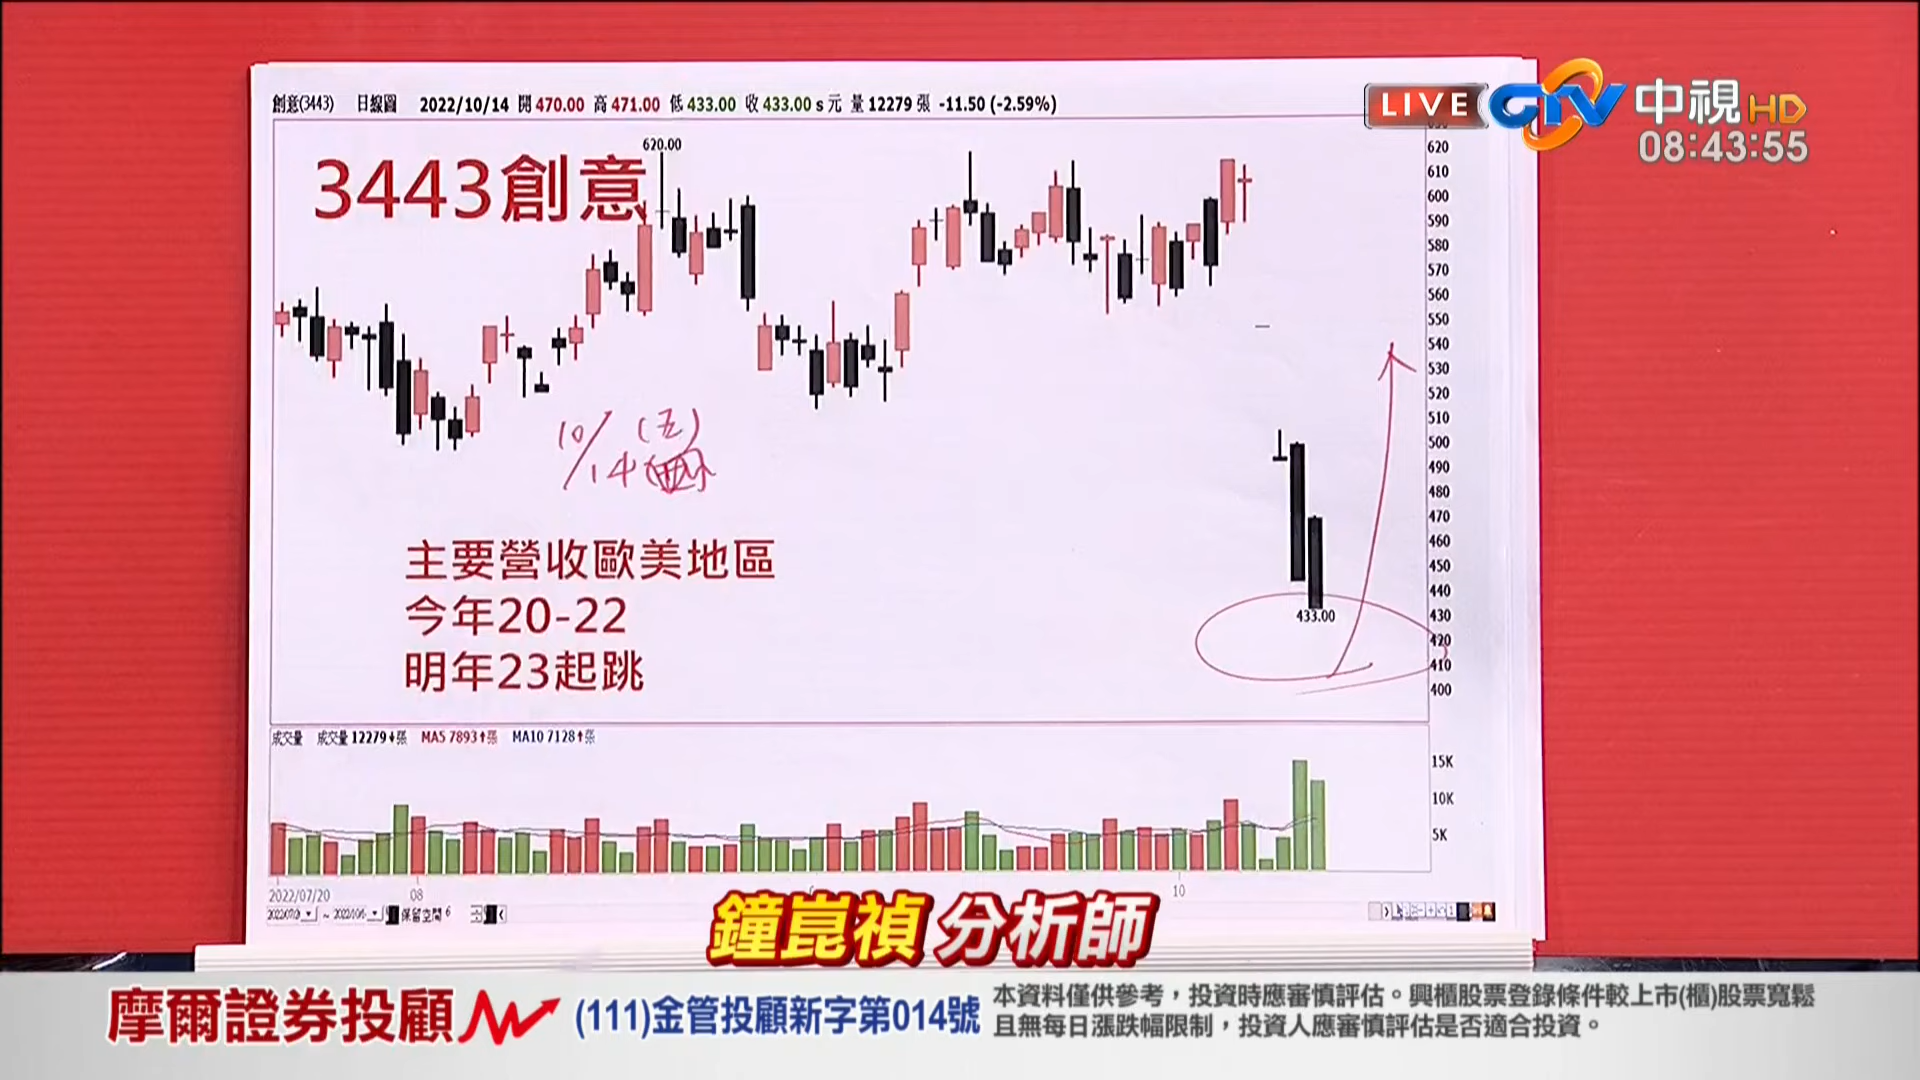 創意(3443) 日線圖 2022/10/14 開 470.00 高 471.00 低 433.00 收 433.00 s 元 量 12279 張 -11.50 (-2.59%)
LIVE CTV 中視 HD
08:43:55
3443創意
620.00
620
610
600
590
580
570
560
550
540
530
520
510
500
490
480
470
460
450
440
430
420
410
400
10/14 (五)
主要營收歐美地區
今年20-22
明年23起跳
433.00
成交量 成交量 12279↓張 MA5 7893↑張 MA10 7128↑張
15K
10K
5K
2022/07/20 08 10
保留空間 6
鐘崑禎 分析師
摩爾證券投顧 (111)金管投顧新字第014號
本資料僅供參考，投資時應審慎評估。興櫃股票登錄條件較上市(櫃)股票寬鬆
且無每日漲跌幅限制，投資人應審慎評估是否適合投資。